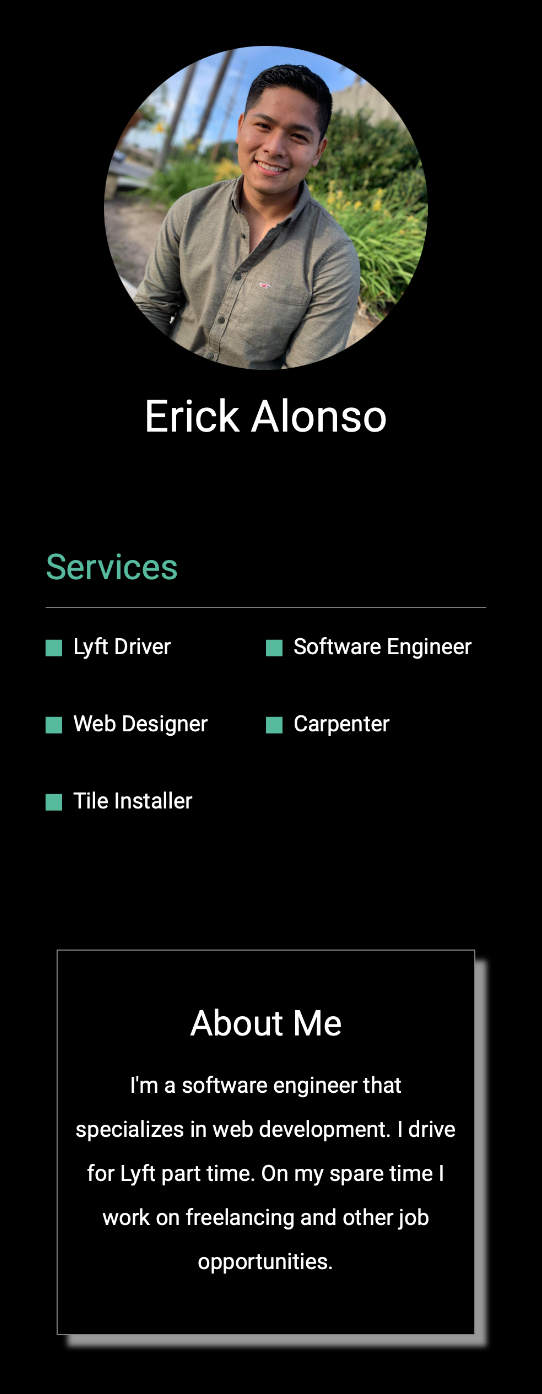 Erick Alonso
Services
Lyft Driver
Software Engineer
Web Designer
Carpenter
Tile Installer
About Me
I'm a software engineer that
specializes in web development. I drive
for Lyft part time. On my spare time I
work on freelancing and other job
opportunities.